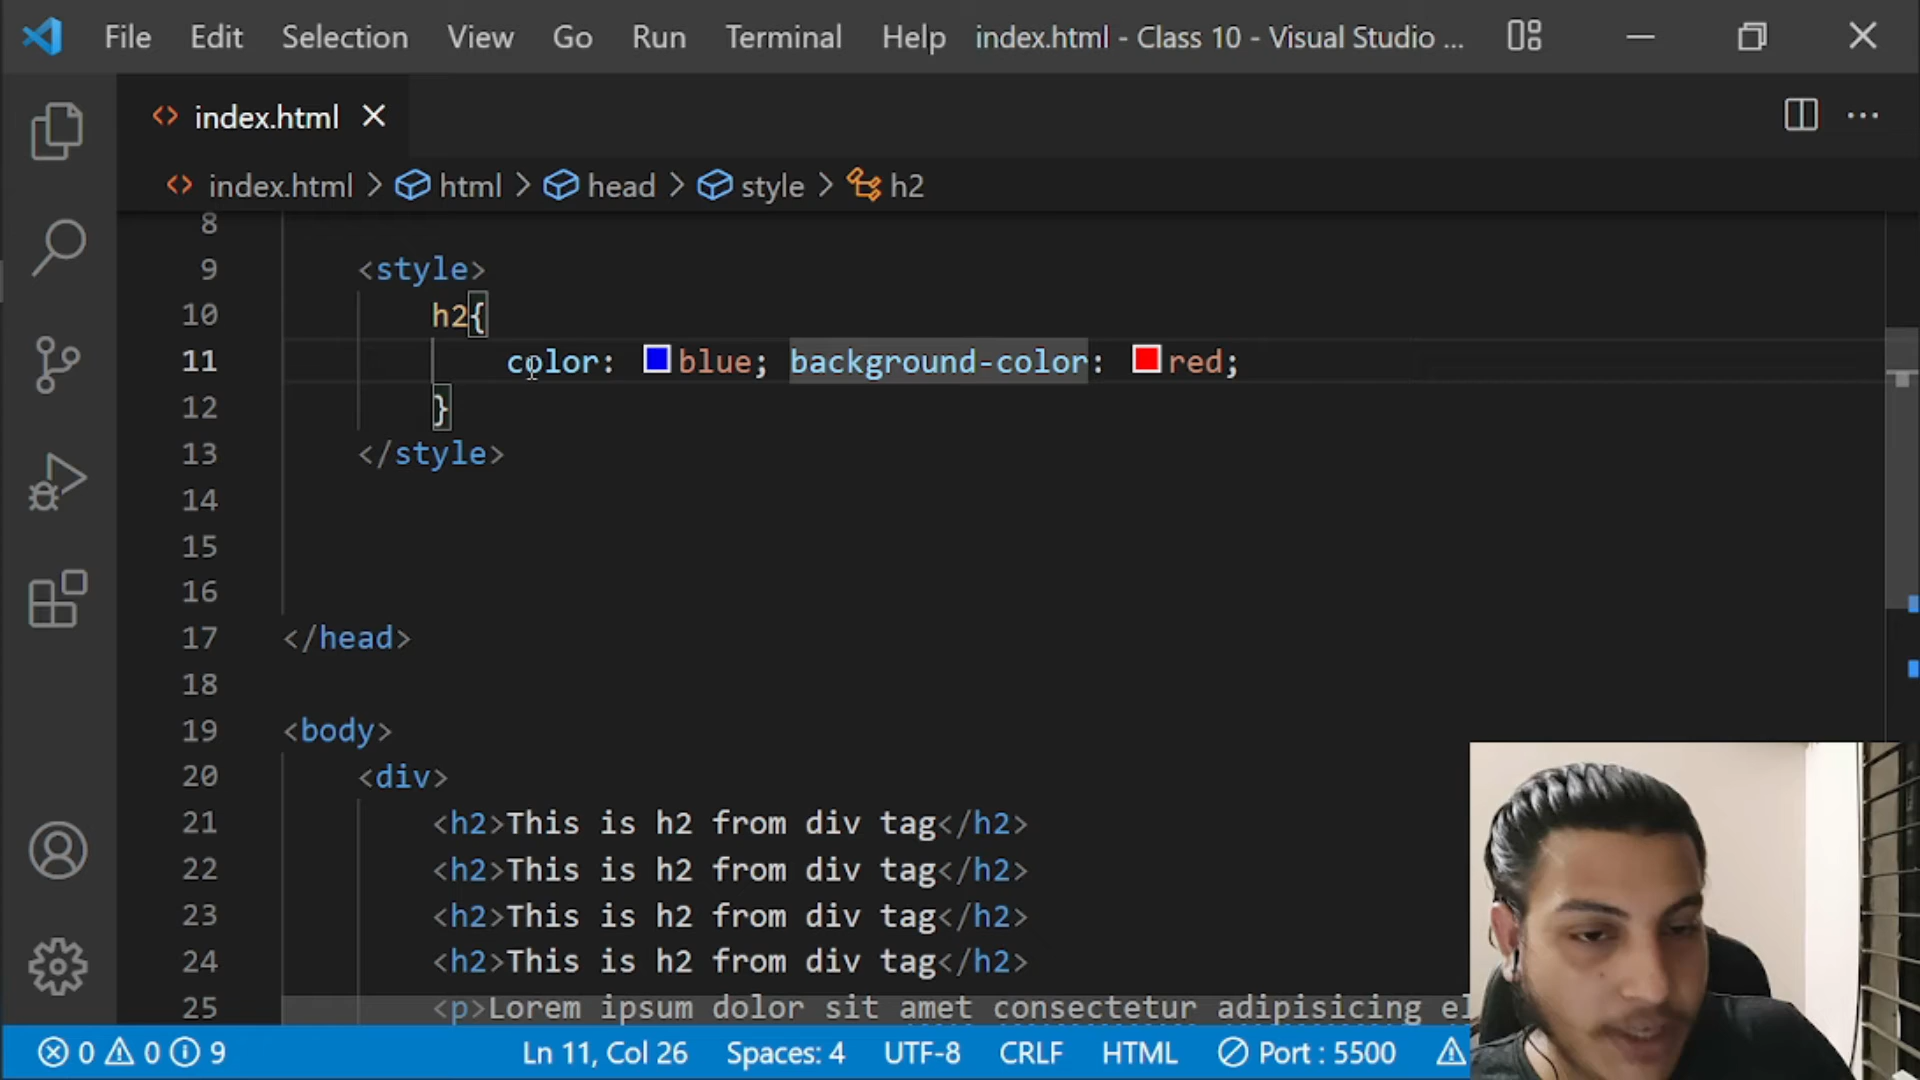 File Edit Selection View Go Run Terminal Help index.html - Class 10 - Visual Studio ...
index.html
index.html > html > head > style > h2
8
9 <style>
10 h2{
11 color: blue; background-color: red;
12 }
13 </style>
14
15
16
17 </head>
18
19 <body>
20 <div>
21 <h2>This is h2 from div tag</h2>
22 <h2>This is h2 from div tag</h2>
23 <h2>This is h2 from div tag</h2>
24 <h2>This is h2 from div tag</h2>
25 <p>Lorem ipsum dolor sit amet consectetur adipisicing el
0 0 9 Ln 11, Col 26 Spaces: 4 UTF-8 CRLF HTML Port : 5500